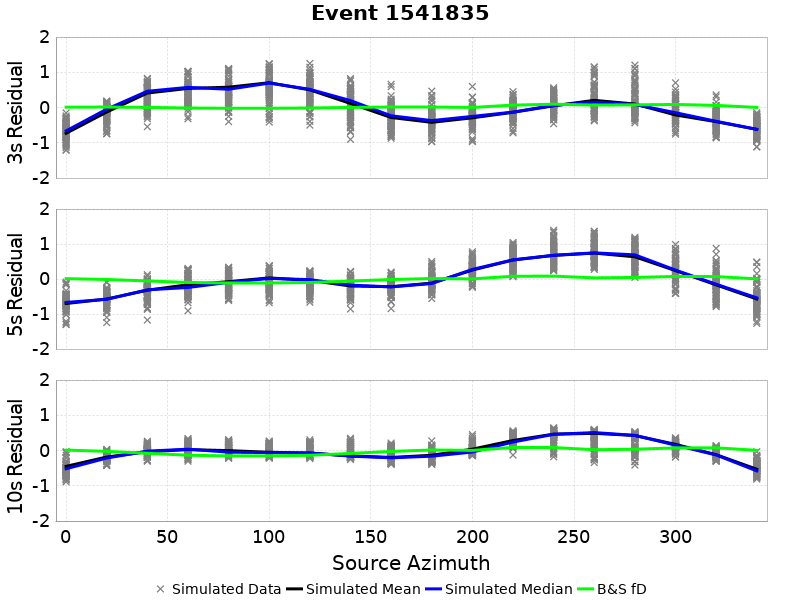 Event 1541835
3s Residual
2
1
0
-1
-2
5s Residual
2
1
0
-1
-2
10s Residual
2
1
0
-1
-2
0 50 100 150 200 250 300
Source Azimuth
Simulated Data Simulated Mean Simulated Median B&S fD